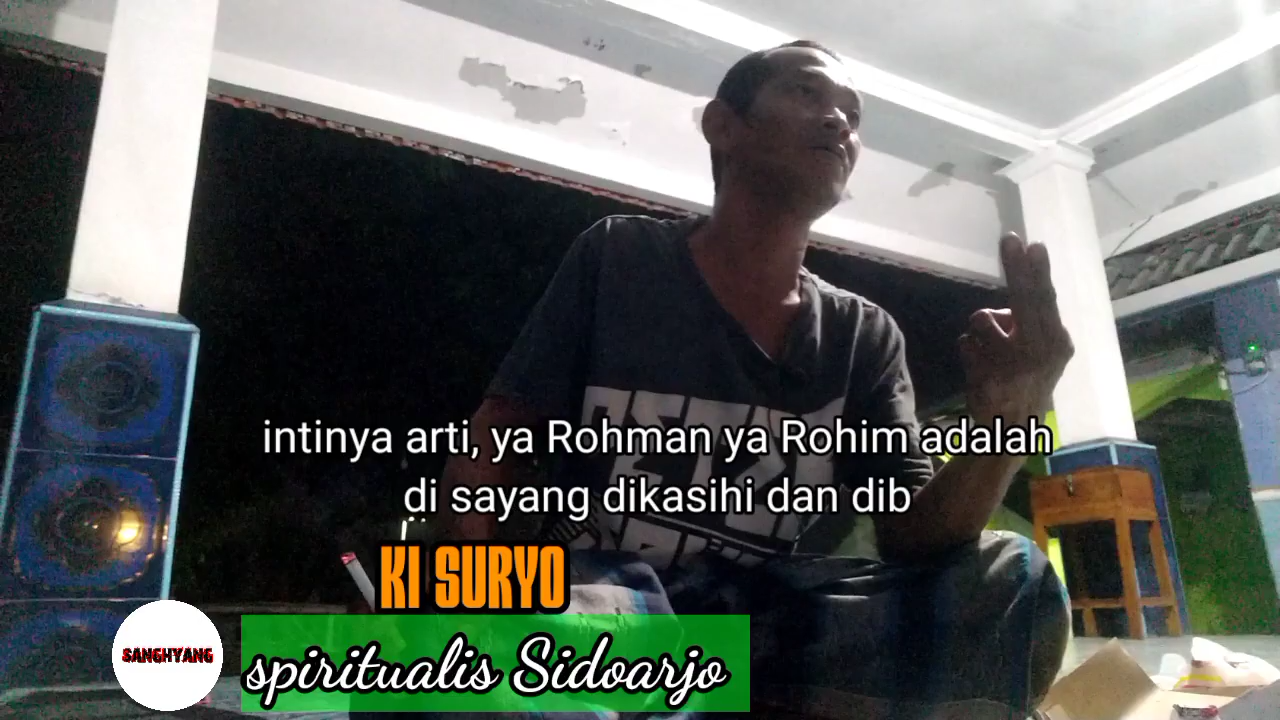 intinya arti, ya Rohman ya Rohim adalah
di sayang dikasihi dan dib
KI SURYO
SANGHYANG
spiritualis Sidoarjo